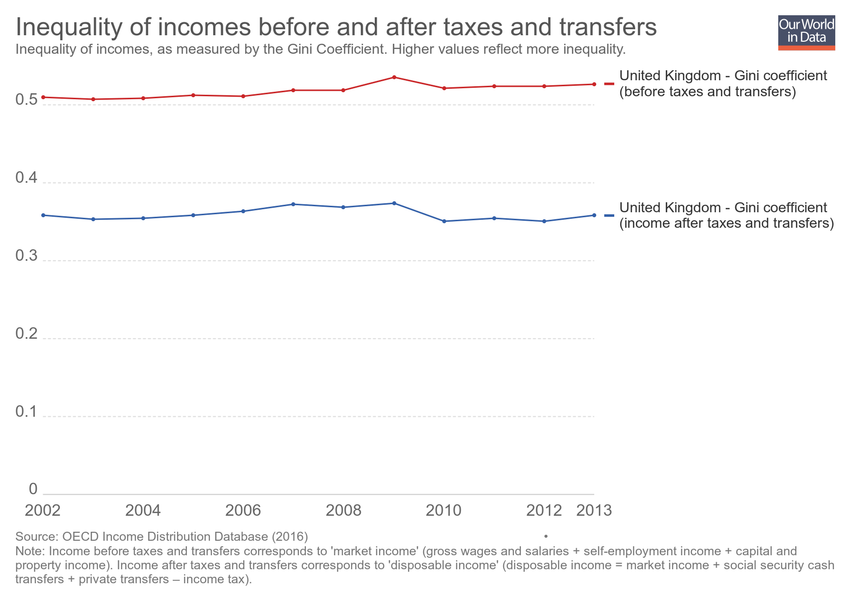 Inequality of incomes before and after taxes and transfers
Inequality of incomes, as measured by the Gini Coefficient. Higher values reflect more inequality.
Our World
in Data
United Kingdom - Gini coefficient
(before taxes and transfers)
United Kingdom - Gini coefficient
(income after taxes and transfers)
0.5
0.4
0.3
0.2
0.1
0
2002 2004 2006 2008 2010 2012 2013
Source: OECD Income Distribution Database (2016)
Note: Income before taxes and transfers corresponds to 'market income' (gross wages and salaries + self-employment income + capital and
property income). Income after taxes and transfers corresponds to 'disposable income' (disposable income = market income + social security cash
transfers + private transfers – income tax).